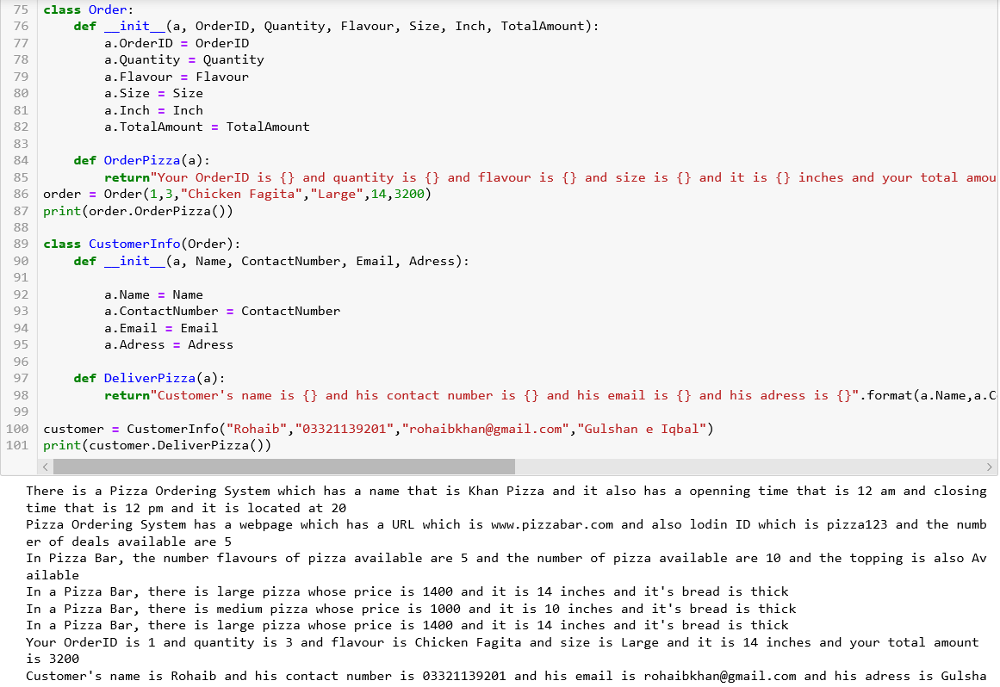 75 class Order:
76     def __init__(a, OrderID, Quantity, Flavour, Size, Inch, TotalAmount):
77         a.OrderID = OrderID
78         a.Quantity = Quantity
79         a.Flavour = Flavour
80         a.Size = Size
81         a.Inch = Inch
82         a.TotalAmount = TotalAmount
83
84     def OrderPizza(a):
85         return"Your OrderID is {} and quantity is {} and flavour is {} and size is {} and it is {} inches and your total amou
86 order = Order(1,3,"Chicken Fagita","Large",14,3200)
87 print(order.OrderPizza())
88
89 class CustomerInfo(Order):
90     def __init__(a, Name, ContactNumber, Email, Adress):
91
92         a.Name = Name
93         a.ContactNumber = ContactNumber
94         a.Email = Email
95         a.Adress = Adress
96
97     def DeliverPizza(a):
98         return"Customer's name is {} and his contact number is {} and his email is {} and his adress is {}".format(a.Name,a.C
99
100 customer = CustomerInfo("Rohaib","03321139201","rohaibkhan@gmail.com","Gulshan e Iqbal")
101 print(customer.DeliverPizza())
There is a Pizza Ordering System which has a name that is Khan Pizza and it also has a openning time that is 12 am and closing
time that is 12 pm and it is located at 20
Pizza Ordering System has a webpage which has a URL which is www.pizzabar.com and also lodin ID which is pizza123 and the numb
er of deals available are 5
In Pizza Bar, the number flavours of pizza available are 5 and the number of pizza available are 10 and the topping is also Av
ailable
In a Pizza Bar, there is large pizza whose price is 1400 and it is 14 inches and it's bread is thick
In a Pizza Bar, there is medium pizza whose price is 1000 and it is 10 inches and it's bread is thick
In a Pizza Bar, there is large pizza whose price is 1400 and it is 14 inches and it's bread is thick
Your OrderID is 1 and quantity is 3 and flavour is Chicken Fagita and size is Large and it is 14 inches and your total amount
is 3200
Customer's name is Rohaib and his contact number is 03321139201 and his email is rohaibkhan@gmail.com and his adress is Gulsha